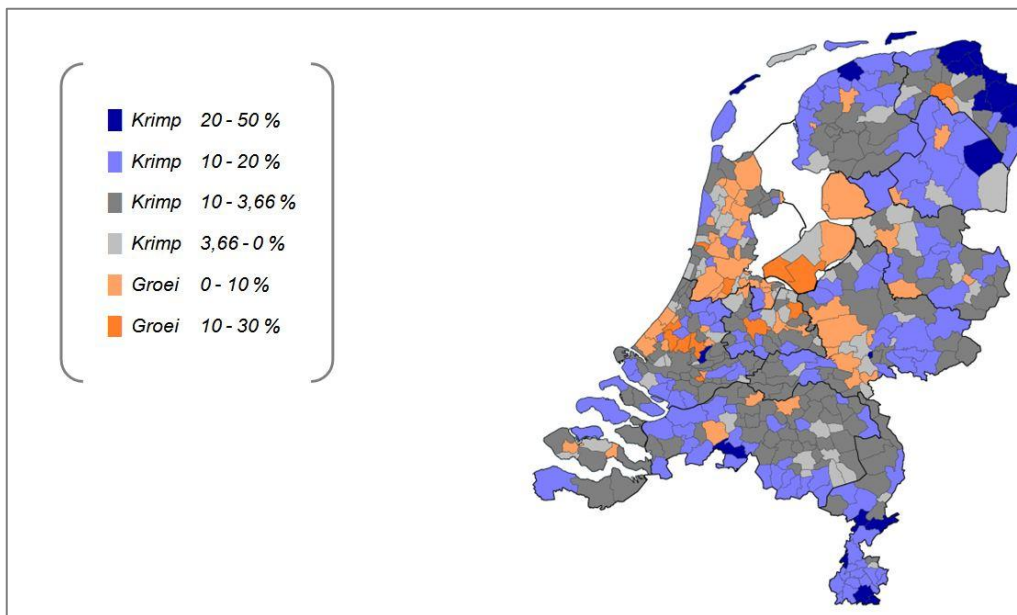 Krimp 20 - 50 %
Krimp 10 - 20 %
Krimp 10 - 3,66 %
Krimp 3,66 - 0 %
Groei 0 - 10 %
Groei 10 - 30 %